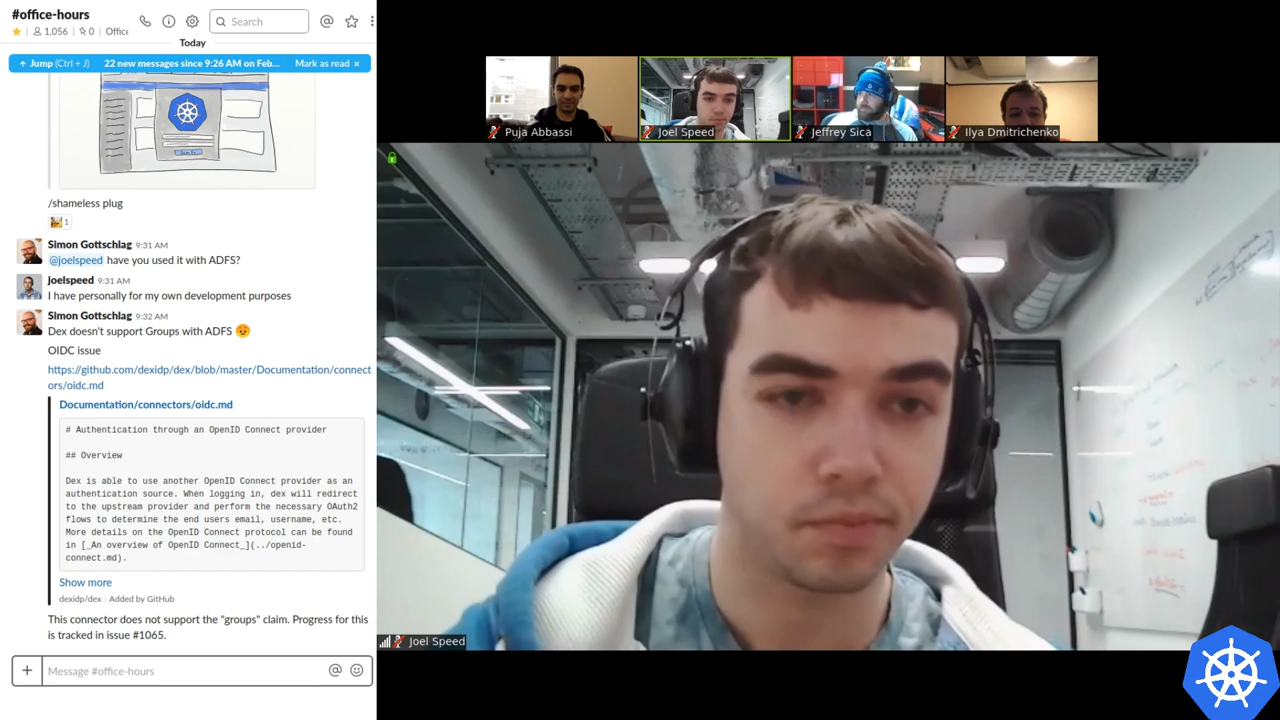 #office-hours
1,056
0
Office
Search
Today
Jump (Ctrl + J)
22 new messages since 9:26 AM on Feb...
Mark as read ×
/shameless plug
1
Simon Gottschlag 9:31 AM
@joelspeed have you used it with ADFS?
joelspeed 9:31 AM
I have personally for my own development purposes
Simon Gottschlag 9:32 AM
Dex doesn't support Groups with ADFS
OIDC issue
https://github.com/dexidp/dex/blob/master/Documentation/connect
ors/oidc.md
Documentation/connectors/oidc.md
# Authentication through an OpenID Connect provider
## Overview
Dex is able to use another OpenID Connect provider as an
authentication source. When logging in, dex will redirect
to the upstream provider and perform the necessary OAuth2
flows to determine the end users email, username, etc.
More details on the OpenID Connect protocol can be found
in [_An overview of OpenID Connect_](../openid-
connect.md).
Show more
dexidp/dex | Added by GitHub
This connector does not support the "groups" claim. Progress for this
is tracked in issue #1065.
Message #office-hours
Puja Abbassi
Joel Speed
Jeffrey Sica
Ilya Dmitrichenko
Joel Speed